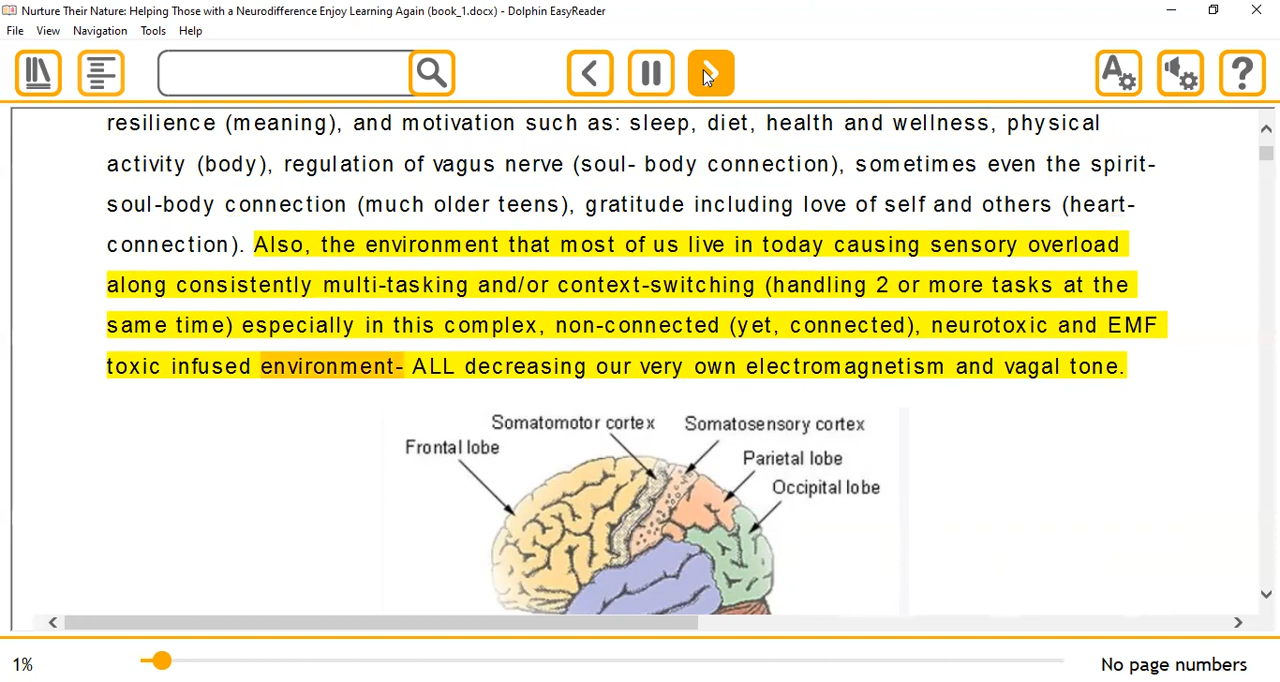 Nurture Their Nature: Helping Those with a Neurodifference Enjoy Learning Again (book_1.docx) - Dolphin EasyReader
File View Navigation Tools Help
resilience (meaning), and motivation such as: sleep, diet, health and wellness, physical
activity (body), regulation of vagus nerve (soul- body connection), sometimes even the spirit-
soul-body connection (much older teens), gratitude including love of self and others (heart-
connection). Also, the environment that most of us live in today causing sensory overload
along consistently multi-tasking and/or context-switching (handling 2 or more tasks at the
same time) especially in this complex, non-connected (yet, connected), neurotoxic and EMF
toxic infused environment- ALL decreasing our very own electromagnetism and vagal tone.
Somatomotor cortex Somatosensory cortex
Frontal lobe
Parietal lobe
Occipital lobe
1% No page numbers